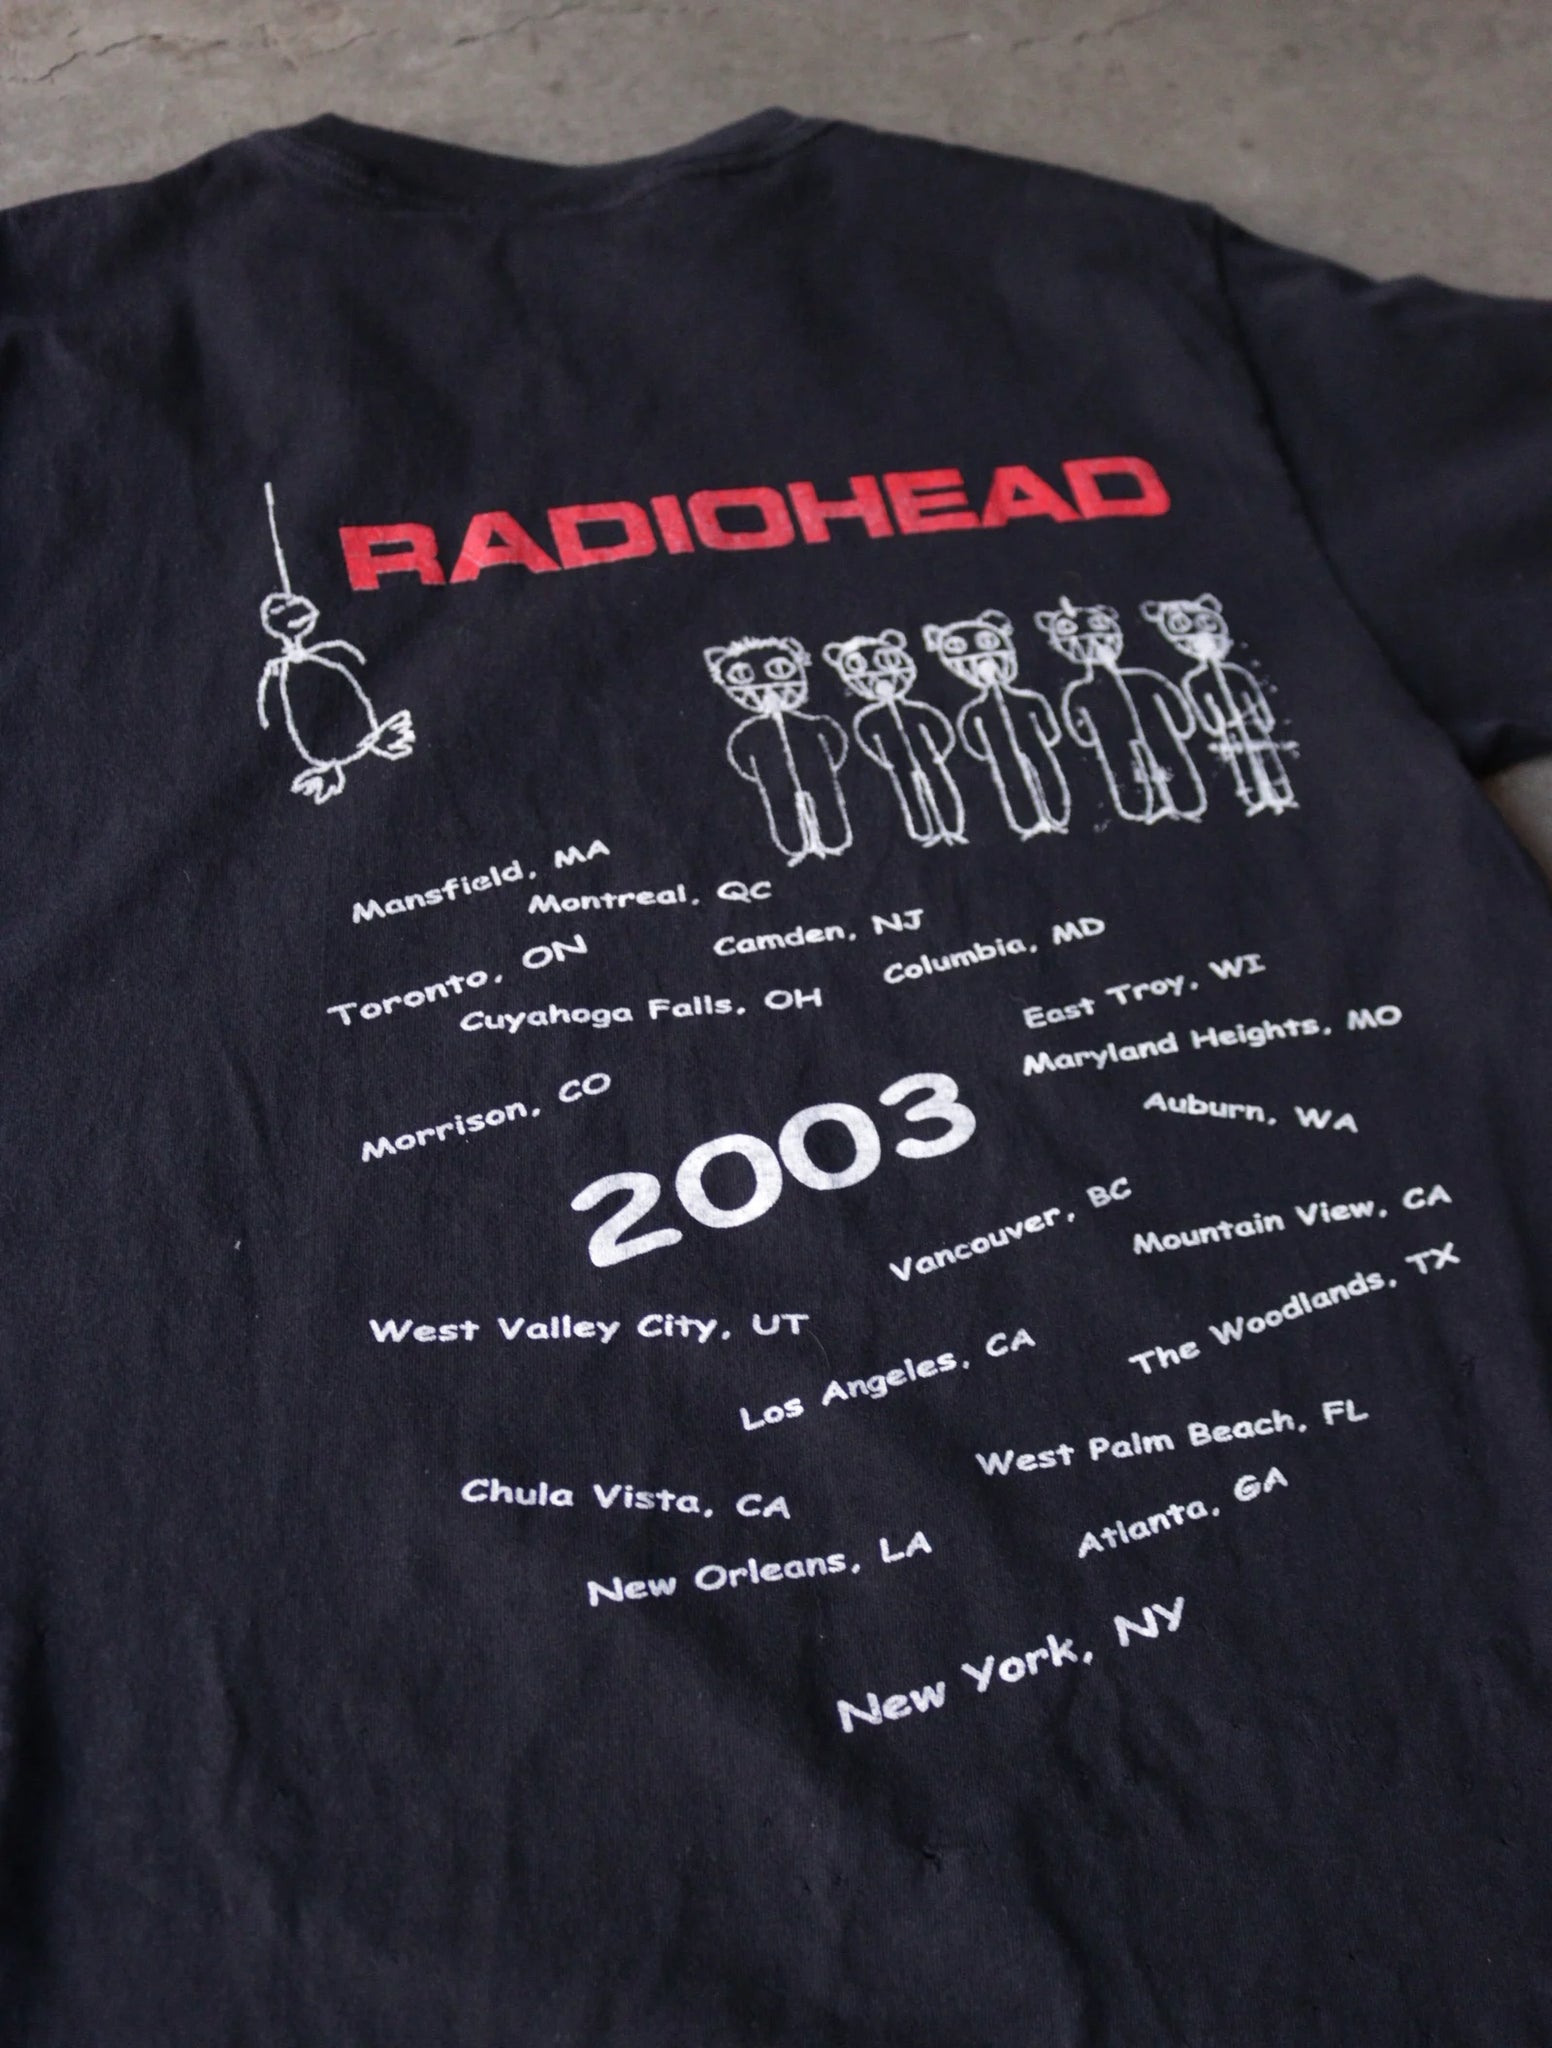 RADIOHEAD
Mansfield, MA
Montreal, QC
Toronto, ON
Camden, NJ
Columbia, MD
Cuyahoga Falls, OH
East Troy, WI
Maryland Heights, MO
Morrison, CO
2003
Auburn, WA
Vancouver, BC
Mountain View, CA
West Valley City, UT
Los Angeles, CA
The Woodlands, TX
Chula Vista, CA
West Palm Beach, FL
New Orleans, LA
Atlanta, GA
New York, NY